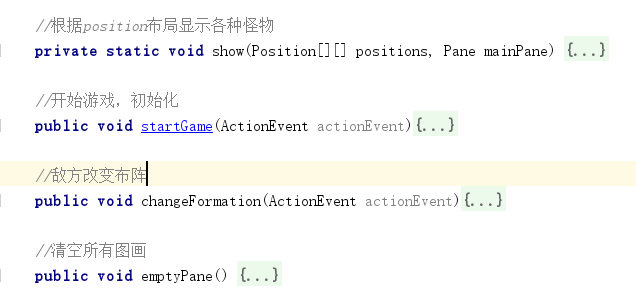 //根据position布局显示各种怪物
private static void show(Position[][] positions, Pane mainPane) {...}
//开始游戏，初始化
public void startGame(ActionEvent actionEvent){...}
//敌方改变布阵
public void changeFormation(ActionEvent actionEvent){...}
//清空所有图画
public void emptyPane() {...}